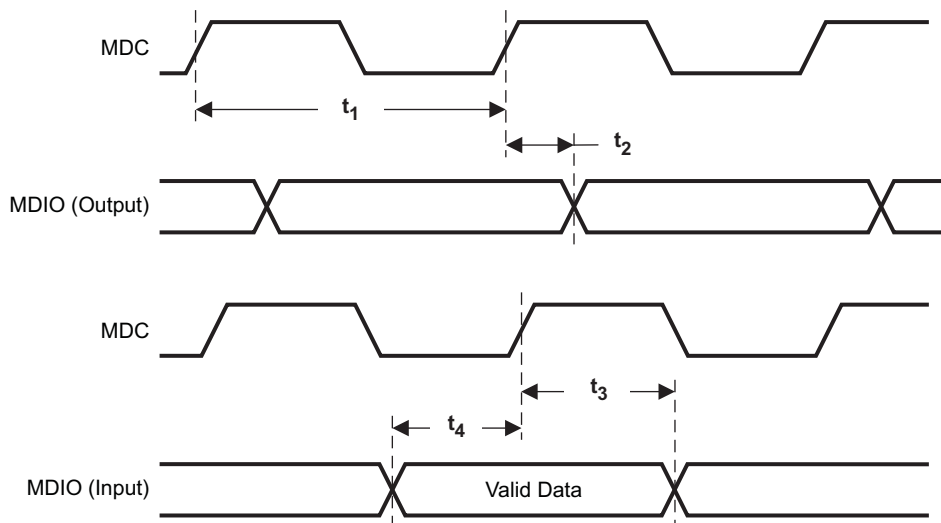 MDC
t1
t2
MDIO (Output)
MDC
t3
t4
MDIO (Input)
Valid Data